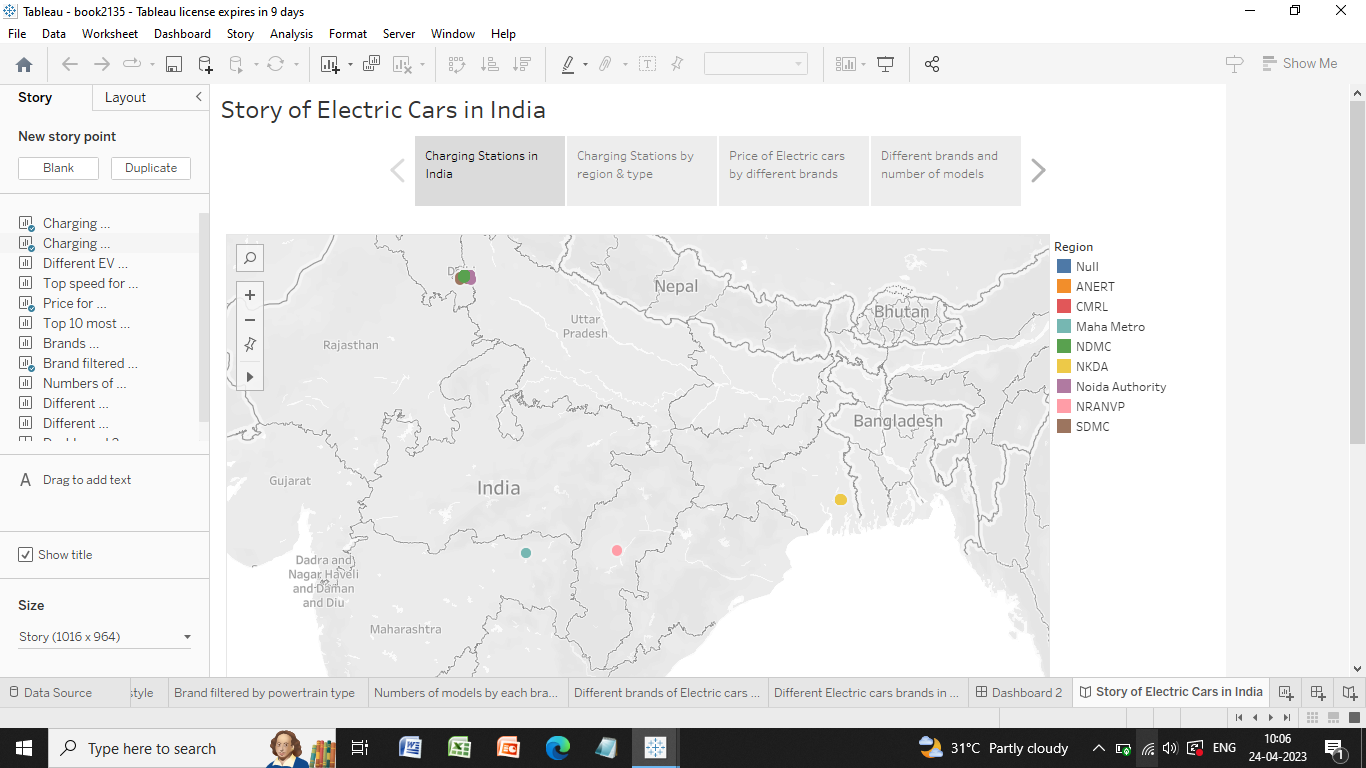 Tableau - book2135 - Tableau license expires in 9 days
File Data Worksheet Dashboard Story Analysis Format Server Window Help
Show Me
Story Layout
New story point
Blank Duplicate
Charging ...
Charging ...
Different EV ...
Top speed for ...
Price for ...
Top 10 most ...
Brands ...
Brand filtered ...
Numbers of ...
Different ...
Different ...
A Drag to add text
Show title
Size
Story (1016 x 964)
Story of Electric Cars in India
Charging Stations in
India
Charging Stations by
region & type
Price of Electric cars
by different brands
Different brands and
number of models
Nepal
Bhutan
Uttar
Pradesh
Rajasthan
Bangladesh
Gujarat
India
Dadra and
Nagar Haveli
and Daman
and Diu
Maharashtra
Region
Null
ANERT
CMRL
Maha Metro
NDMC
NKDA
Noida Authority
NRANVP
SDMC
Data Source style Brand filtered by powertrain type Numbers of models by each bra... Different brands of Electric cars ... Different Electric cars brands in ... Dashboard 2 Story of Electric Cars in India
Type here to search
31°C Partly cloudy
ENG
10:06
24-04-2023
1